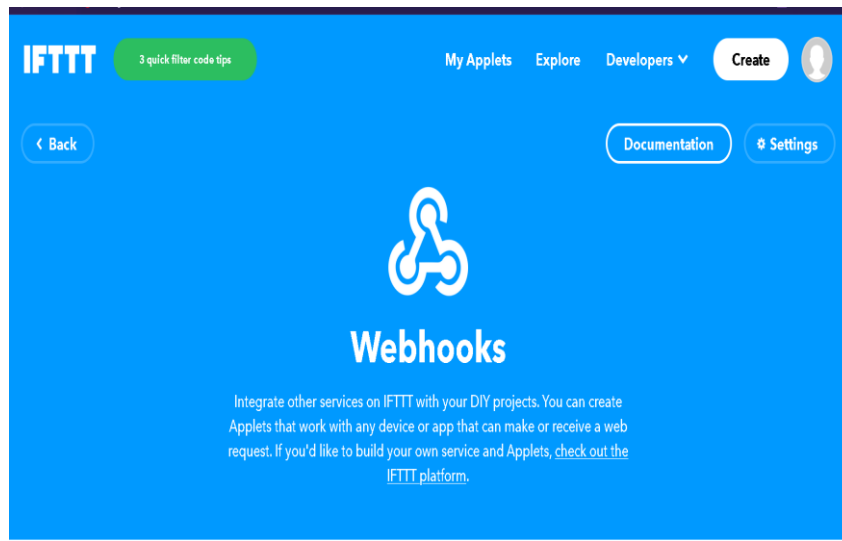 IFTTT
3 quick filter code tips
My Applets
Explore
Developers
Create
Back
Documentation
Settings
Webhooks
Integrate other services on IFTTT with your DIY projects. You can create
Applets that work with any device or app that can make or receive a web
request. If you'd like to build your own service and Applets, check out the
IFTTT platform.